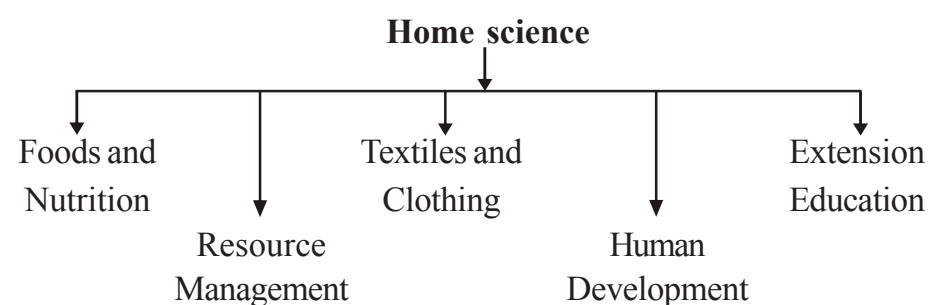 Home science
Foods and
Nutrition
Resource
Management
Textiles and
Clothing
Human
Development
Extension
Education